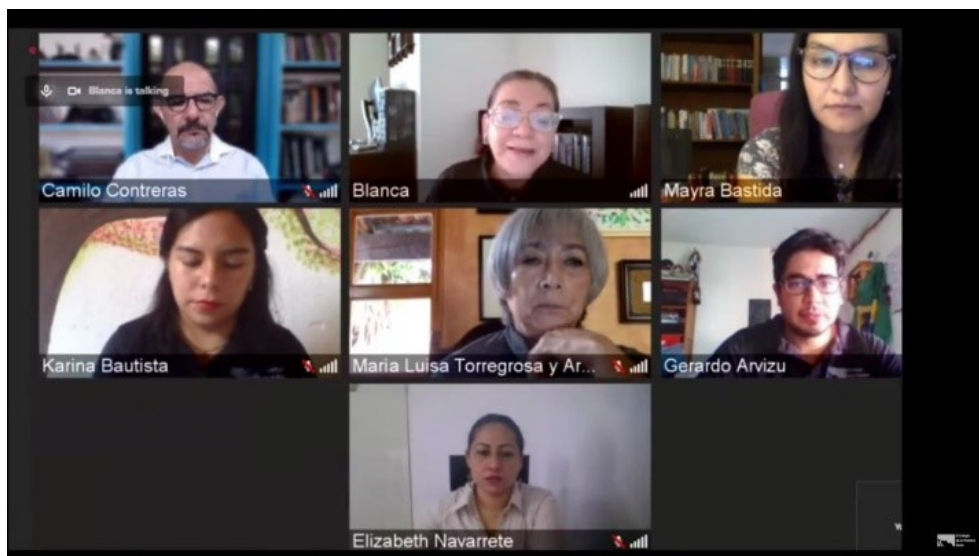 Blanca is talking
Camilo Contreras
Blanca
Mayra Bastida
Karina Bautista
Maria Luisa Torregrosa y Ar...
Gerardo Arvizu
Elizabeth Navarrete